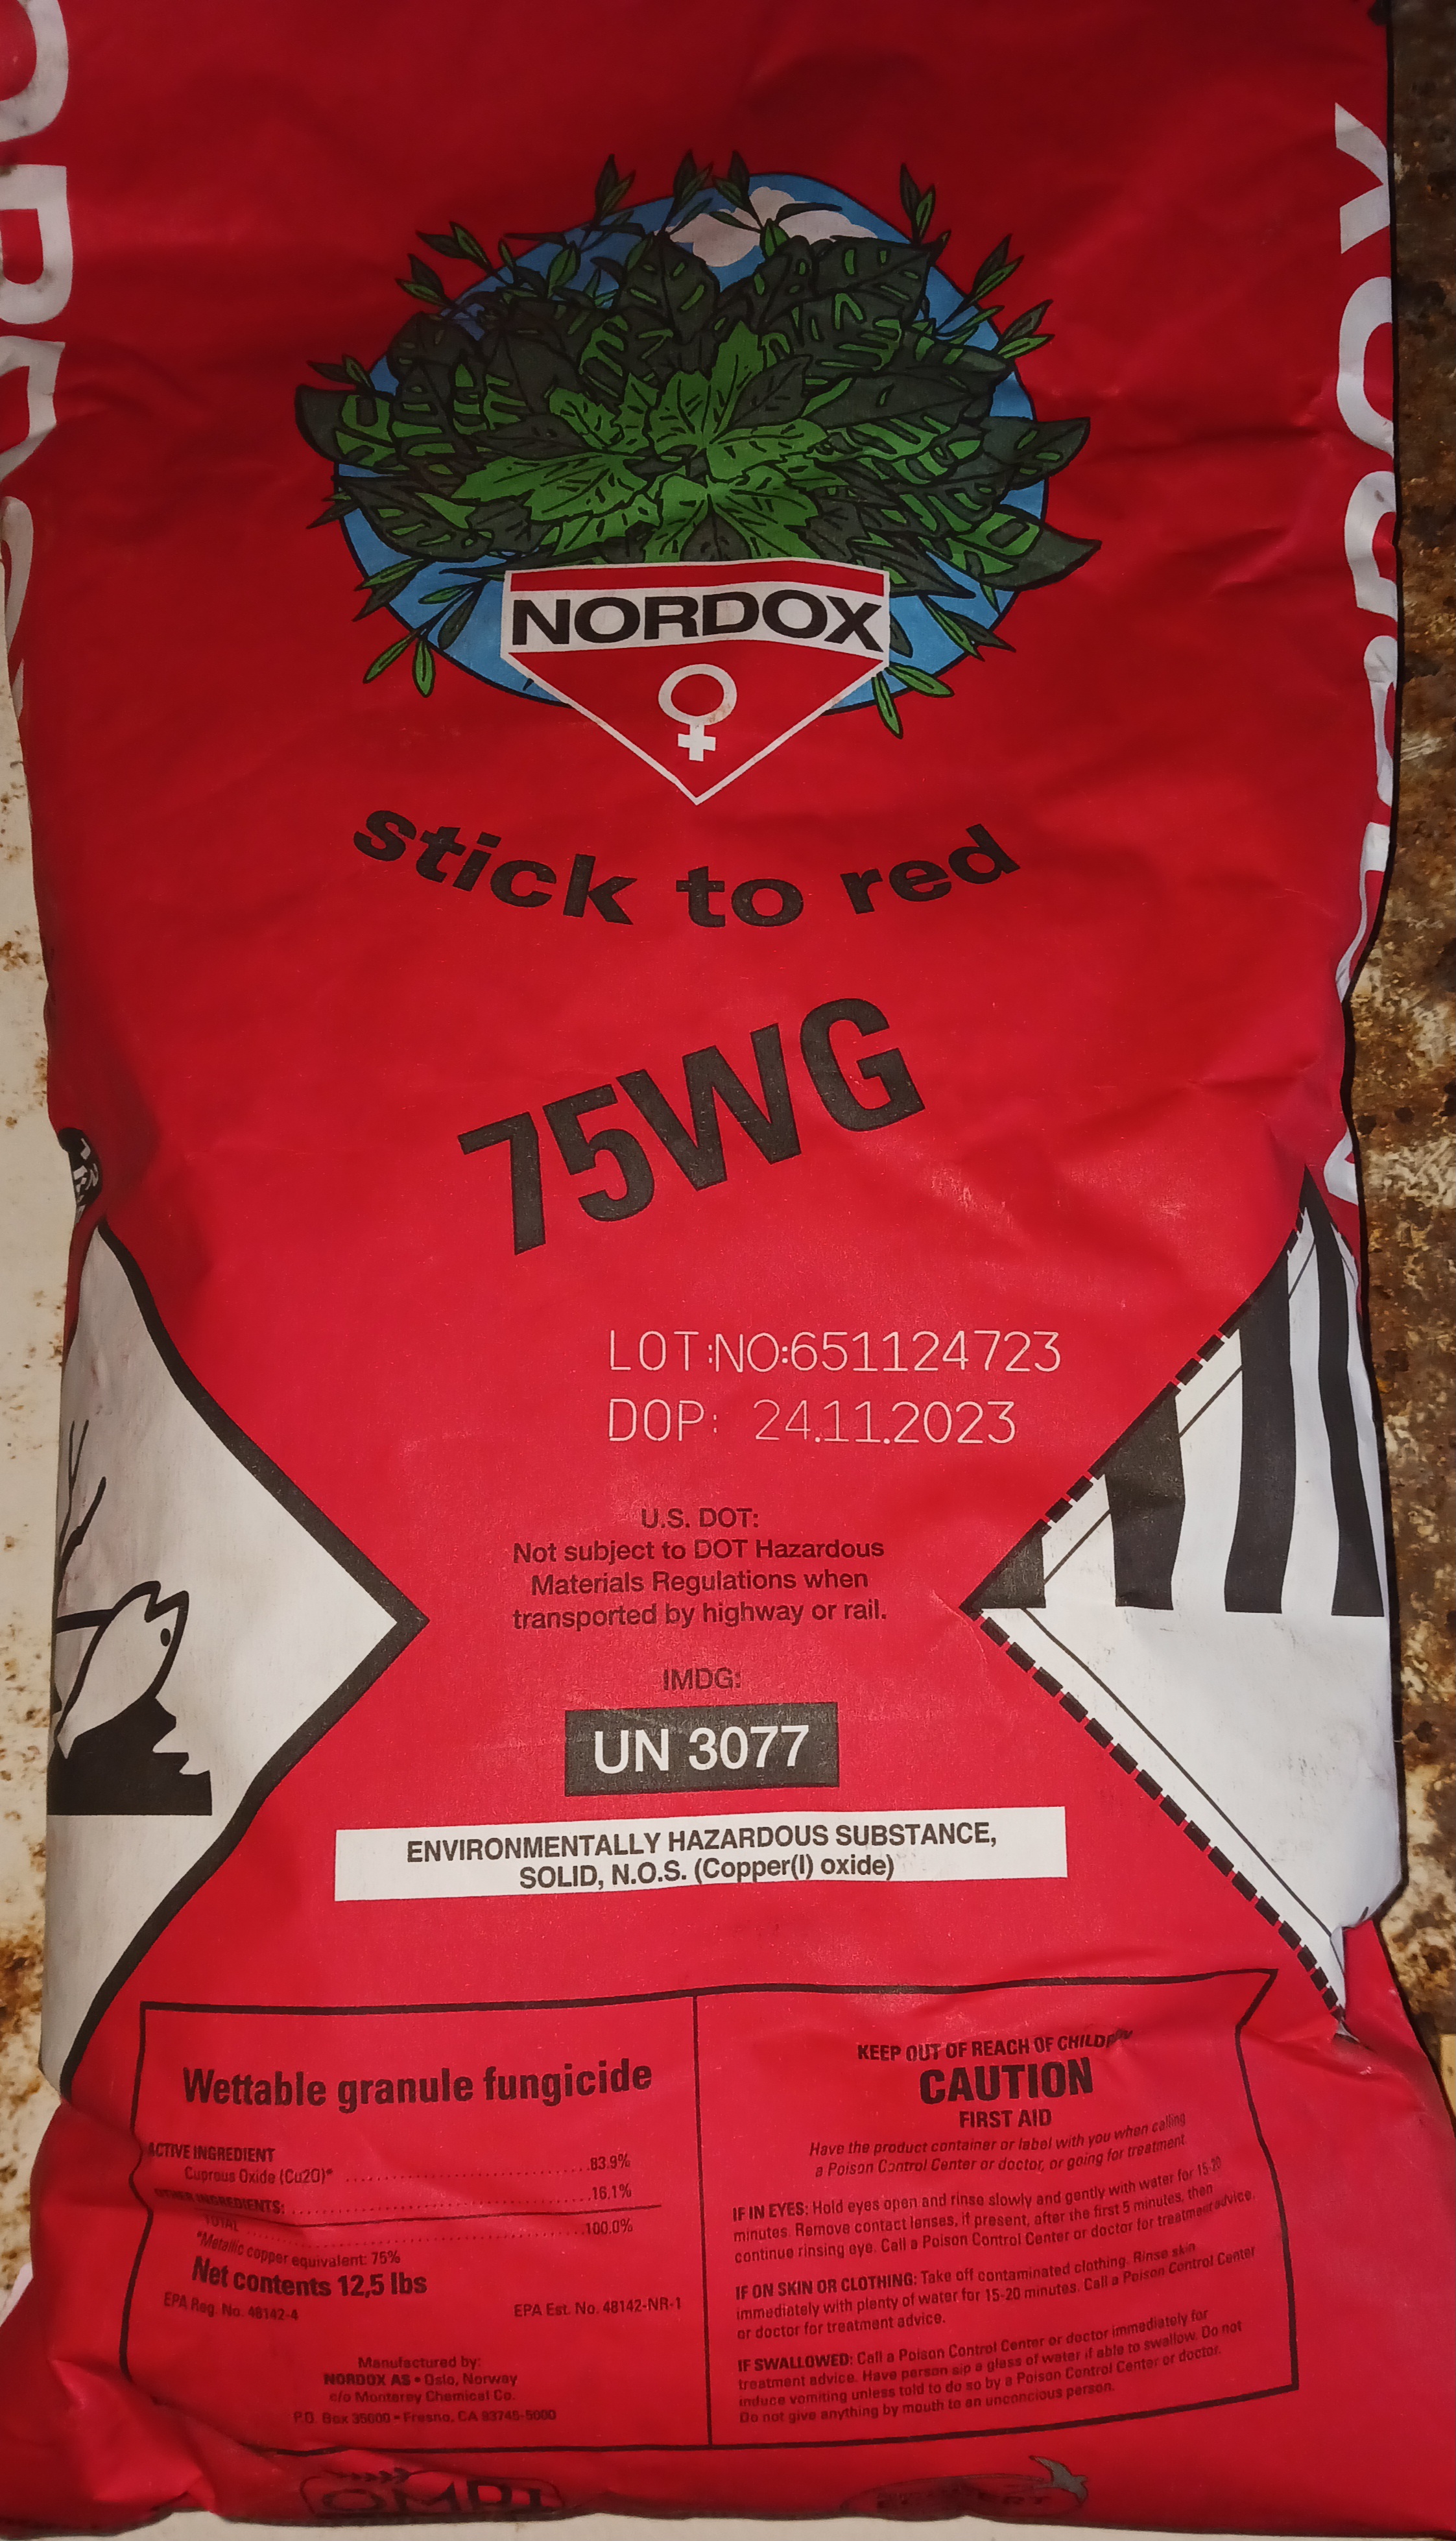 NORDOX
stick to red
75WG
LOT:NO:651124723
DOP: 24.11.2023
U.S. DOT:
Not subject to DOT Hazardous
Materials Regulations when
transported by highway or rail.
IMDG:
UN 3077
ENVIRONMENTALLY HAZARDOUS SUBSTANCE,
SOLID, N.O.S. (Copper(I) oxide)
Wettable granule fungicide
ACTIVE INGREDIENT
Cuprous Oxide (Cu2O)* ..... 83.9%
OTHER INGREDIENTS: ..... 16.1%
TOTAL ..... 100.0%
*Metallic copper equivalent: 75%
Net contents 12,5 lbs
EPA Reg. No. 48142-4 EPA Est. No. 48142-NR-1
Manufactured by:
NORDOX AS • Oslo, Norway
c/o Monterey Chemical Co.
P.O. Box 35000 • Fresno, CA 93745-5000
KEEP OUT OF REACH OF CHILDREN
CAUTION
FIRST AID
Have the product container or label with you when calling
a Poison Control Center or doctor, or going for treatment.
IF IN EYES: Hold eyes open and rinse slowly and gently with water for 15-20
minutes. Remove contact lenses, if present, after the first 5 minutes, then
continue rinsing eye. Call a Poison Control Center or doctor for treatment advice.
IF ON SKIN OR CLOTHING: Take off contaminated clothing. Rinse skin
immediately with plenty of water for 15-20 minutes. Call a Poison Control Center
or doctor for treatment advice.
IF SWALLOWED: Call a Poison Control Center or doctor immediately for
treatment advice. Have person sip a glass of water if able to swallow. Do not
induce vomiting unless told to do so by a Poison Control Center or doctor.
Do not give anything by mouth to an unconcious person.
OMRI